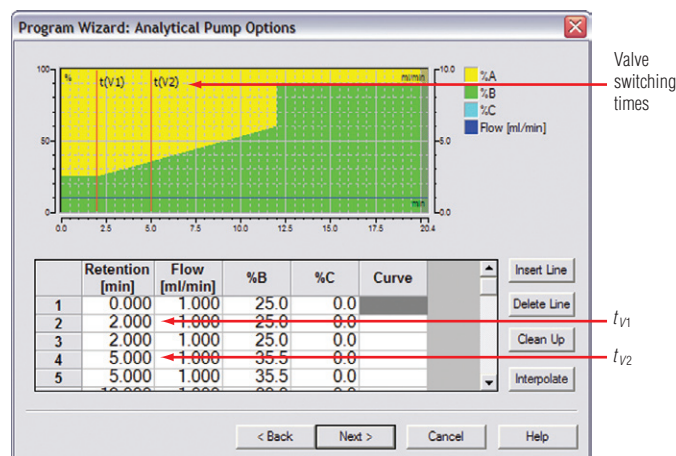 Program Wizard: Analytical Pump Options
Valve
switching
times
100
%
t(V1)
t(V2)
ml/min
10.0
50
5.0
0
min
0.0
0.0
2.5
5.0
7.5
10.0
12.5
15.0
17.5
20.4
%A
%B
%C
Flow [ml/min]
Retention [min] Flow [ml/min] %B %C Curve
1 0.000 1.000 25.0 0.0
2 2.000 1.000 25.0 0.0
3 2.000 1.000 25.0 0.0
4 5.000 1.000 35.5 0.0
5 5.000 1.000 35.5 0.0
Insert Line
Delete Line
Clean Up
Interpolate
tV1
tV2
< Back
Next >
Cancel
Help